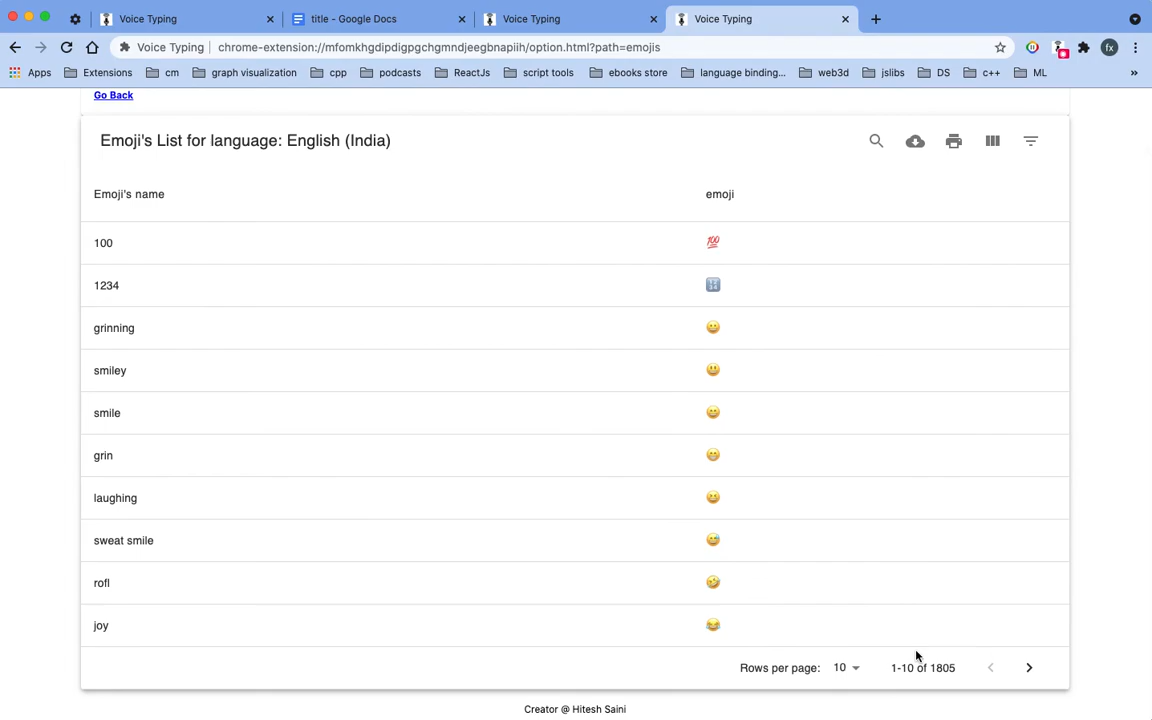 Voice Typing
title - Google Docs
Voice Typing
Voice Typing
Voice Typing | chrome-extension://mfomkhgdipdigpgchgmndjeegbnapiih/option.html?path=emojis
fx
Apps Extensions cm graph visualization cpp podcasts ReactJs script tools ebooks store language binding... web3d jslibs DS c++ ML »
Go Back
Emoji's List for language: English (India)
Emoji's name emoji
100 💯
1234 🔢
grinning 😀
smiley 😃
smile 😄
grin 😁
laughing 😆
sweat smile 😅
rofl 🤣
joy 😂
Rows per page: 10 1-10 of 1805
Creator @ Hitesh Saini